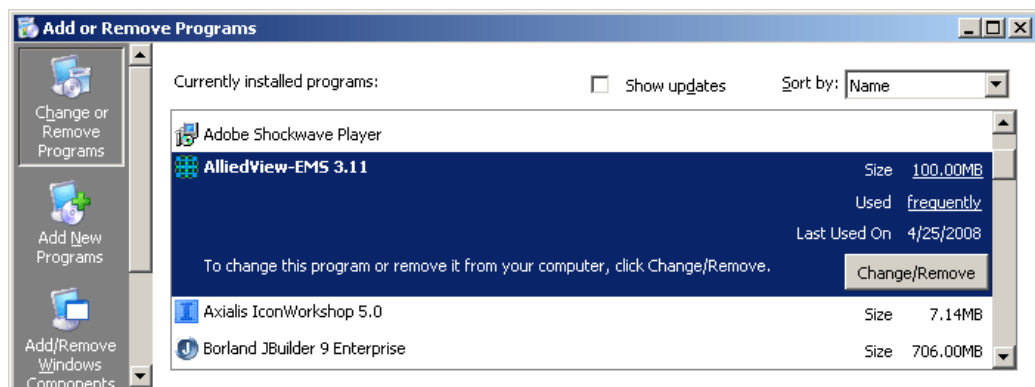 Add or Remove Programs
Change or
Remove
Programs
Add New
Programs
Add/Remove
Windows
Components
Currently installed programs:
Show updates
Sort by: Name
Adobe Shockwave Player
AlliedView-EMS 3.11
Size 100.00MB
Used frequently
Last Used On 4/25/2008
To change this program or remove it from your computer, click Change/Remove.
Change/Remove
Axialis IconWorkshop 5.0
Size 7.14MB
Borland JBuilder 9 Enterprise
Size 706.00MB